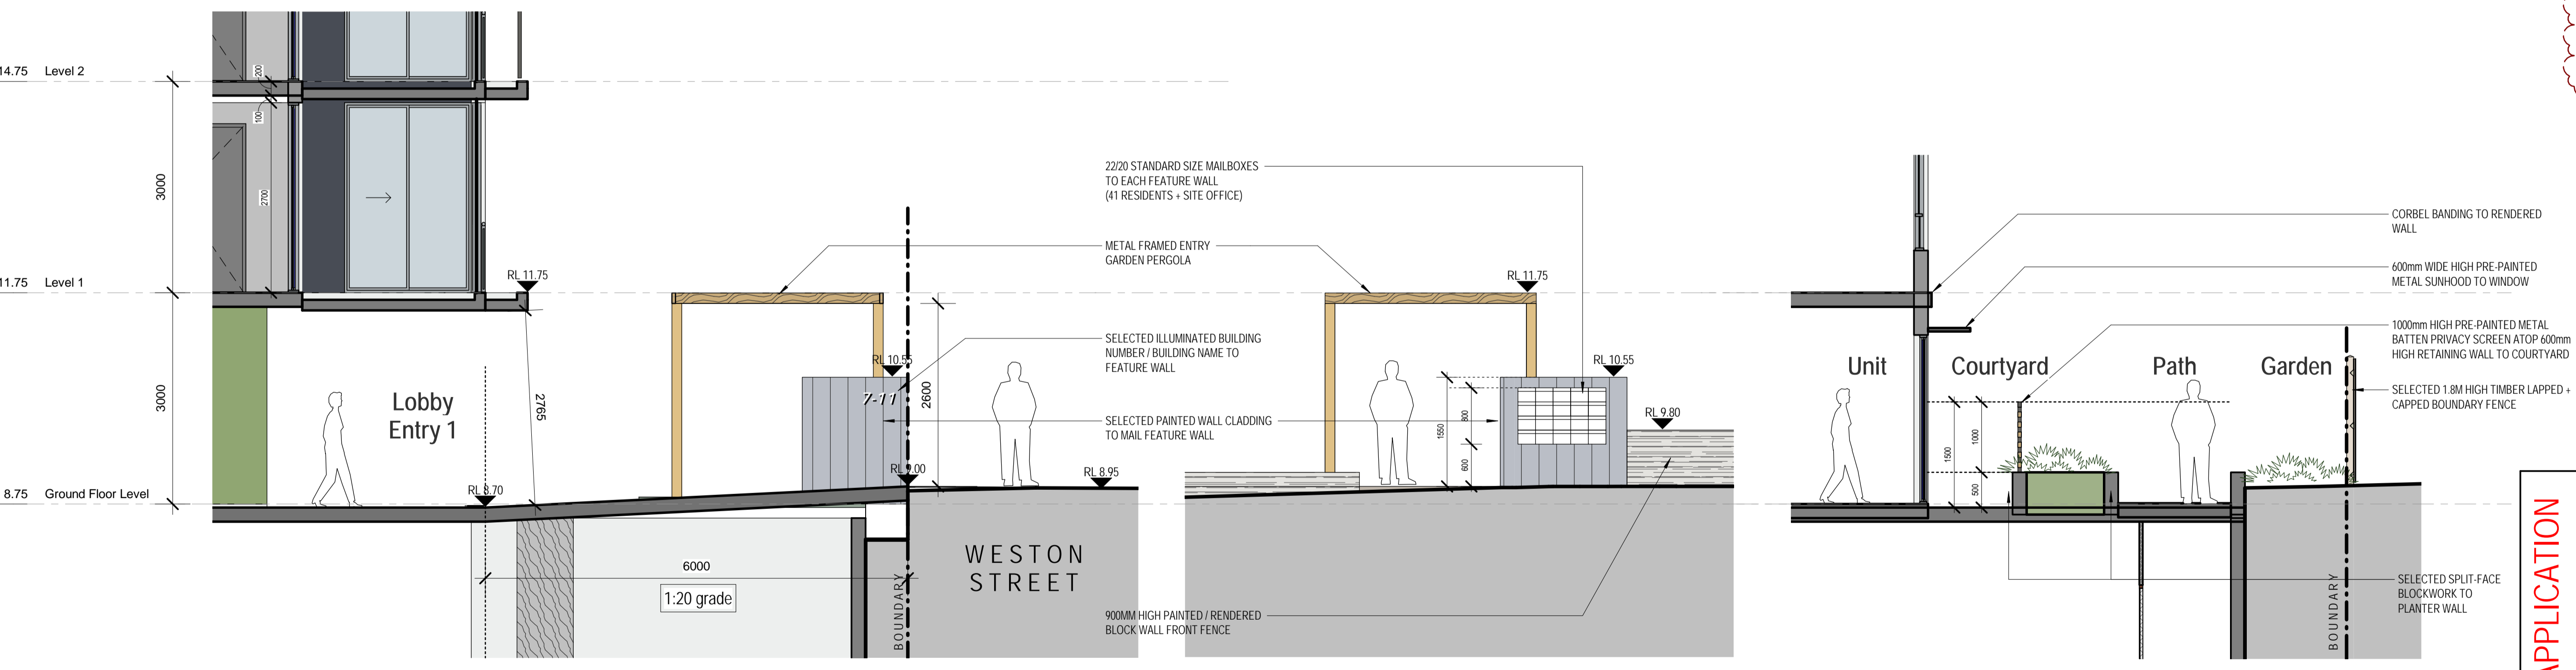 14.75 Level 2
200
100
3000
2700
11.75 Level 1
RL 11.75
3000
Lobby
Entry 1
2765
8.75 Ground Floor Level
RL 8.70
6000
1:20 grade
RL 10.55
7-11
2600
RL 9.00
RL 8.95
BOUNDARY
WESTON
STREET
22/20 STANDARD SIZE MAILBOXES
TO EACH FEATURE WALL
(41 RESIDENTS + SITE OFFICE)
METAL FRAMED ENTRY
GARDEN PERGOLA
SELECTED ILLUMINATED BUILDING
NUMBER / BUILDING NAME TO
FEATURE WALL
SELECTED PAINTED WALL CLADDING
TO MAIL FEATURE WALL
900MM HIGH PAINTED / RENDERED
BLOCK WALL FRONT FENCE
RL 11.75
RL 10.55
1550
800
600
RL 9.80
Unit
Courtyard
Path
Garden
1500
1000
500
BOUNDARY
CORBEL BANDING TO RENDERED
WALL
600mm WIDE HIGH PRE-PAINTED
METAL SUNHOOD TO WINDOW
1000mm HIGH PRE-PAINTED METAL
BATTEN PRIVACY SCREEN ATOP 600mm
HIGH RETAINING WALL TO COURTYARD
SELECTED 1.8M HIGH TIMBER LAPPED +
CAPPED BOUNDARY FENCE
SELECTED SPLIT-FACE
BLOCKWORK TO
PLANTER WALL
APPLICATION